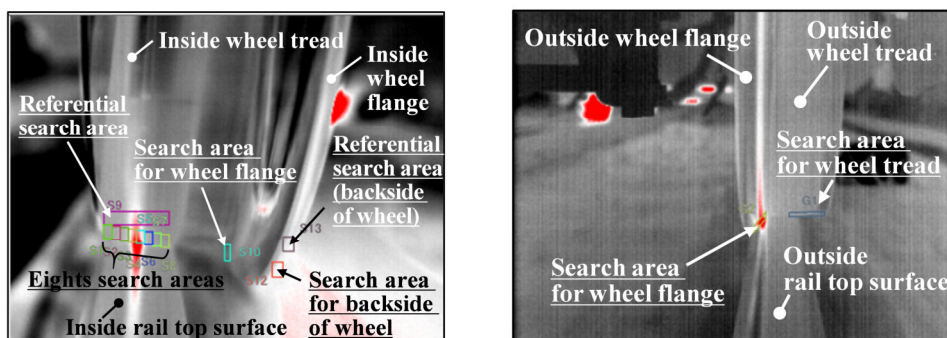 Inside wheel tread
Inside
wheel
flange
Referential
search area
Search area
for wheel
flange
Referential
search area
(backside
of wheel)
S9
S10
S13
S6
S12
Eights search areas
Search area
for backside
of wheel
Inside rail top surface
Outside wheel flange
Outside
wheel tread
Search area
for wheel tread
G1
Search area
for wheel flange
Outside
rail top surface